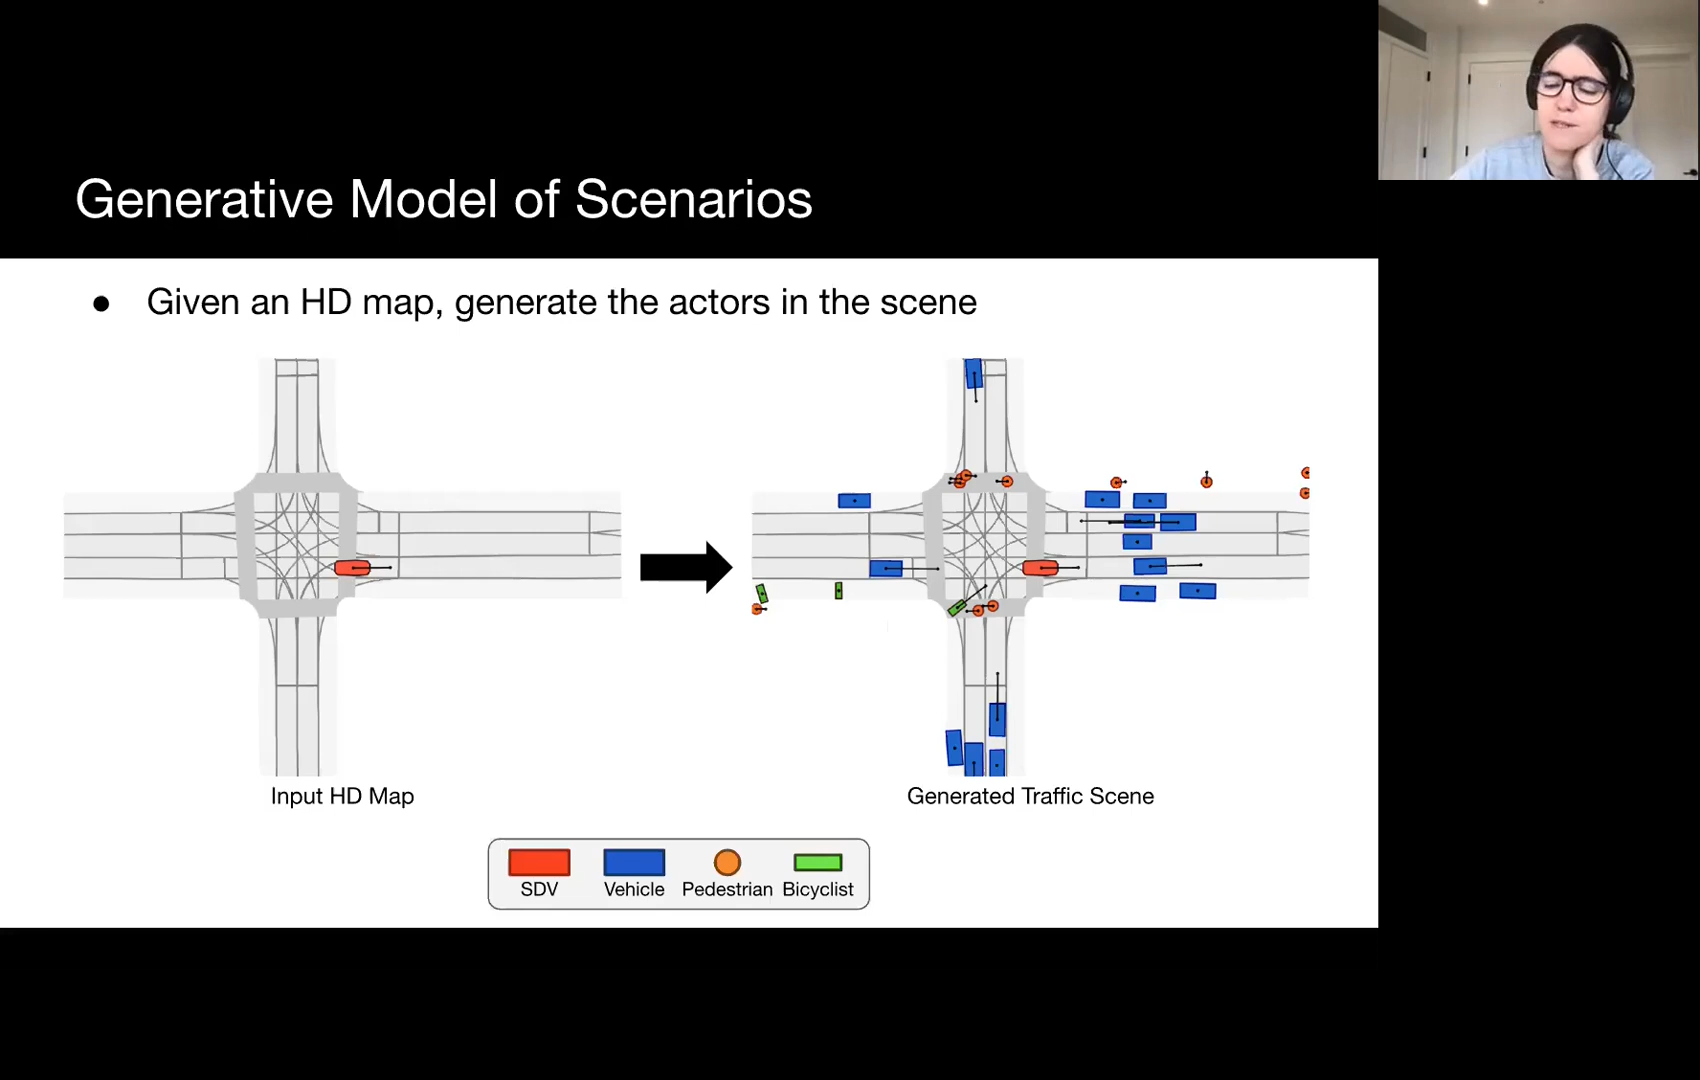 Generative Model of Scenarios
● Given an HD map, generate the actors in the scene
Input HD Map
Generated Traffic Scene
SDV Vehicle Pedestrian Bicyclist